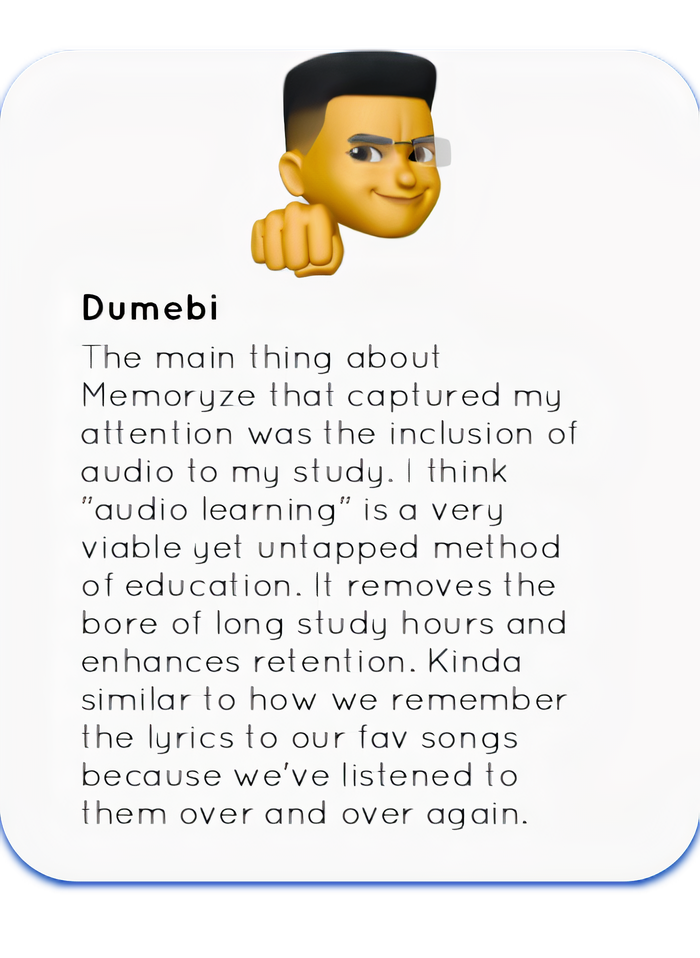 Dumebi
The main thing about
Memoryze that captured my
attention was the inclusion of
audio to my study. I think
"audio learning" is a very
viable yet untapped method
of education. It removes the
bore of long study hours and
enhances retention. Kinda
similar to how we remember
the lyrics to our fav songs
because we've listened to
them over and over again.